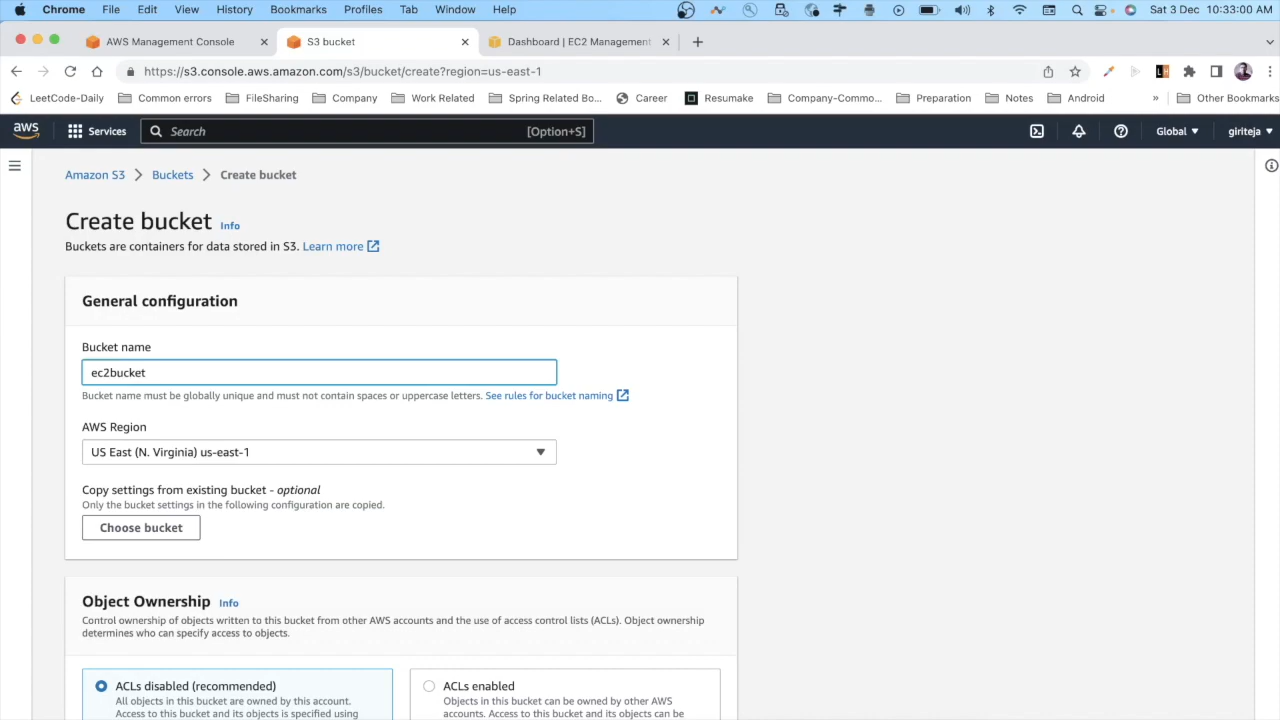 Chrome File Edit View History Bookmarks Profiles Tab Window Help Sat 3 Dec 10:33:00 AM
AWS Management Console S3 bucket Dashboard | EC2 Management
https://s3.console.aws.amazon.com/s3/bucket/create?region=us-east-1
LeetCode-Daily Common errors FileSharing Company Work Related Spring Related Bo... Career Resumake Company-Commo... Preparation Notes Android » Other Bookmarks
aws Services Search [Option+S] Global giriteja
Amazon S3 Buckets Create bucket
Create bucket Info
Buckets are containers for data stored in S3. Learn more
General configuration
Bucket name
ec2bucket
Bucket name must be globally unique and must not contain spaces or uppercase letters. See rules for bucket naming
AWS Region
US East (N. Virginia) us-east-1
Copy settings from existing bucket - optional
Only the bucket settings in the following configuration are copied.
Choose bucket
Object Ownership Info
Control ownership of objects written to this bucket from other AWS accounts and the use of access control lists (ACLs). Object ownership
determines who can specify access to objects.
ACLs disabled (recommended) ACLs enabled
All objects in this bucket are owned by this account. Objects in this bucket can be owned by other AWS
Access to this bucket and its objects is specified using accounts. Access to this bucket and its objects can be